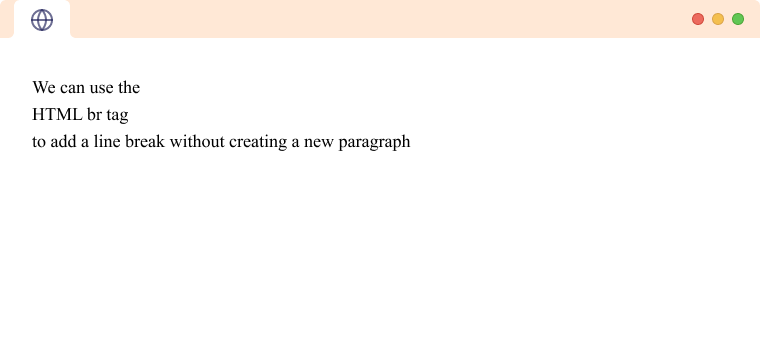 We can use the
HTML br tag
to add a line break without creating a new paragraph